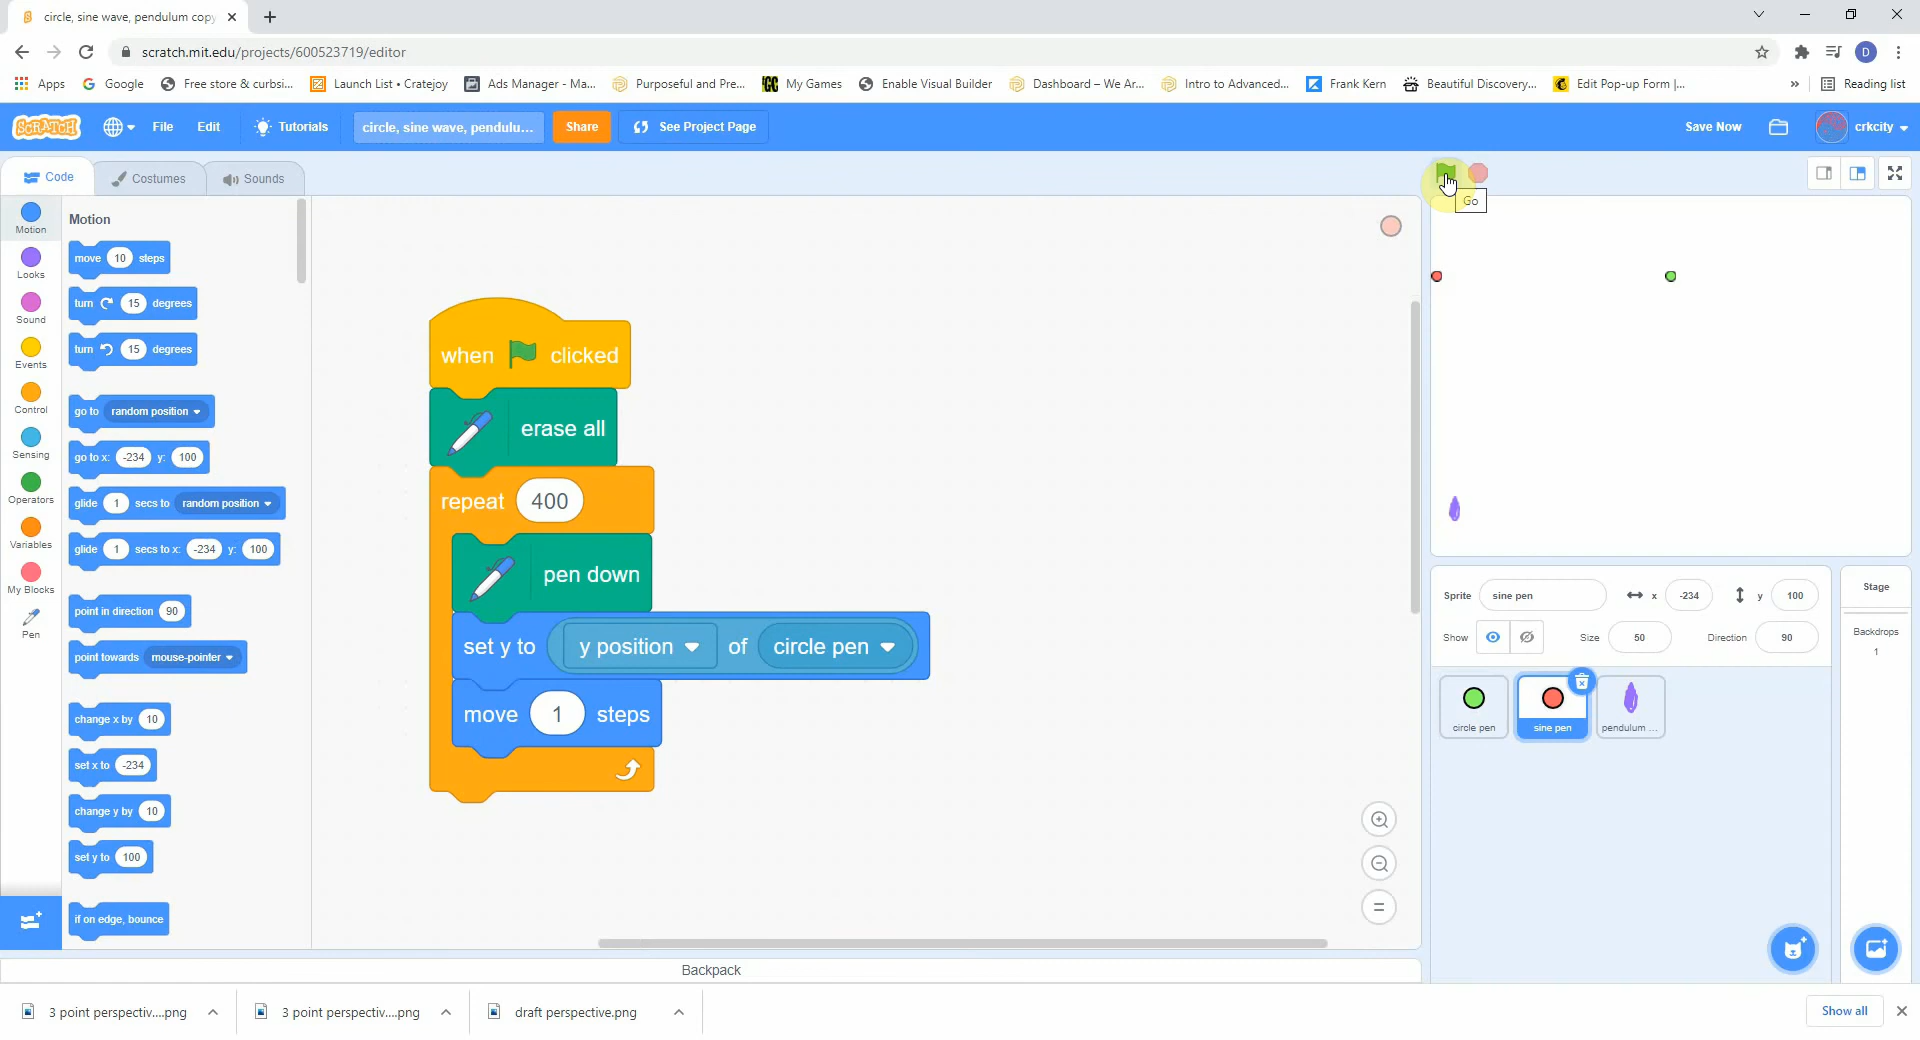 circle, sine wave, pendulum copy
scratch.mit.edu/projects/600523719/editor
D
Apps
Google
Free store & curbsi...
Launch List • Cratejoy
Ads Manager - Ma...
Purposeful and Pre...
My Games
Enable Visual Builder
Dashboard – We Ar...
Intro to Advanced...
Frank Kern
Beautiful Discovery...
Edit Pop-up Form |...
»
Reading list
SCRATCH
File
Edit
Tutorials
circle, sine wave, pendulu...
Share
See Project Page
Save Now
crkcity
Code
Costumes
Sounds
Go
Motion
Looks
Sound
Events
Control
Sensing
Operators
Variables
My Blocks
Pen
Motion
move 10 steps
turn 15 degrees
turn 15 degrees
go to random position
go to x: -234 y: 100
glide 1 secs to random position
glide 1 secs to x: -234 y: 100
point in direction 90
point towards mouse-pointer
change x by 10
set x to -234
change y by 10
set y to 100
if on edge, bounce
when clicked
erase all
repeat 400
pen down
set y to y position of circle pen
move 1 steps
Sprite sine pen x -234 y 100
Show Size 50 Direction 90
circle pen
sine pen
pendulum ...
Stage
Backdrops
1
Backpack
3 point perspectiv....png
3 point perspectiv....png
draft perspective.png
Show all